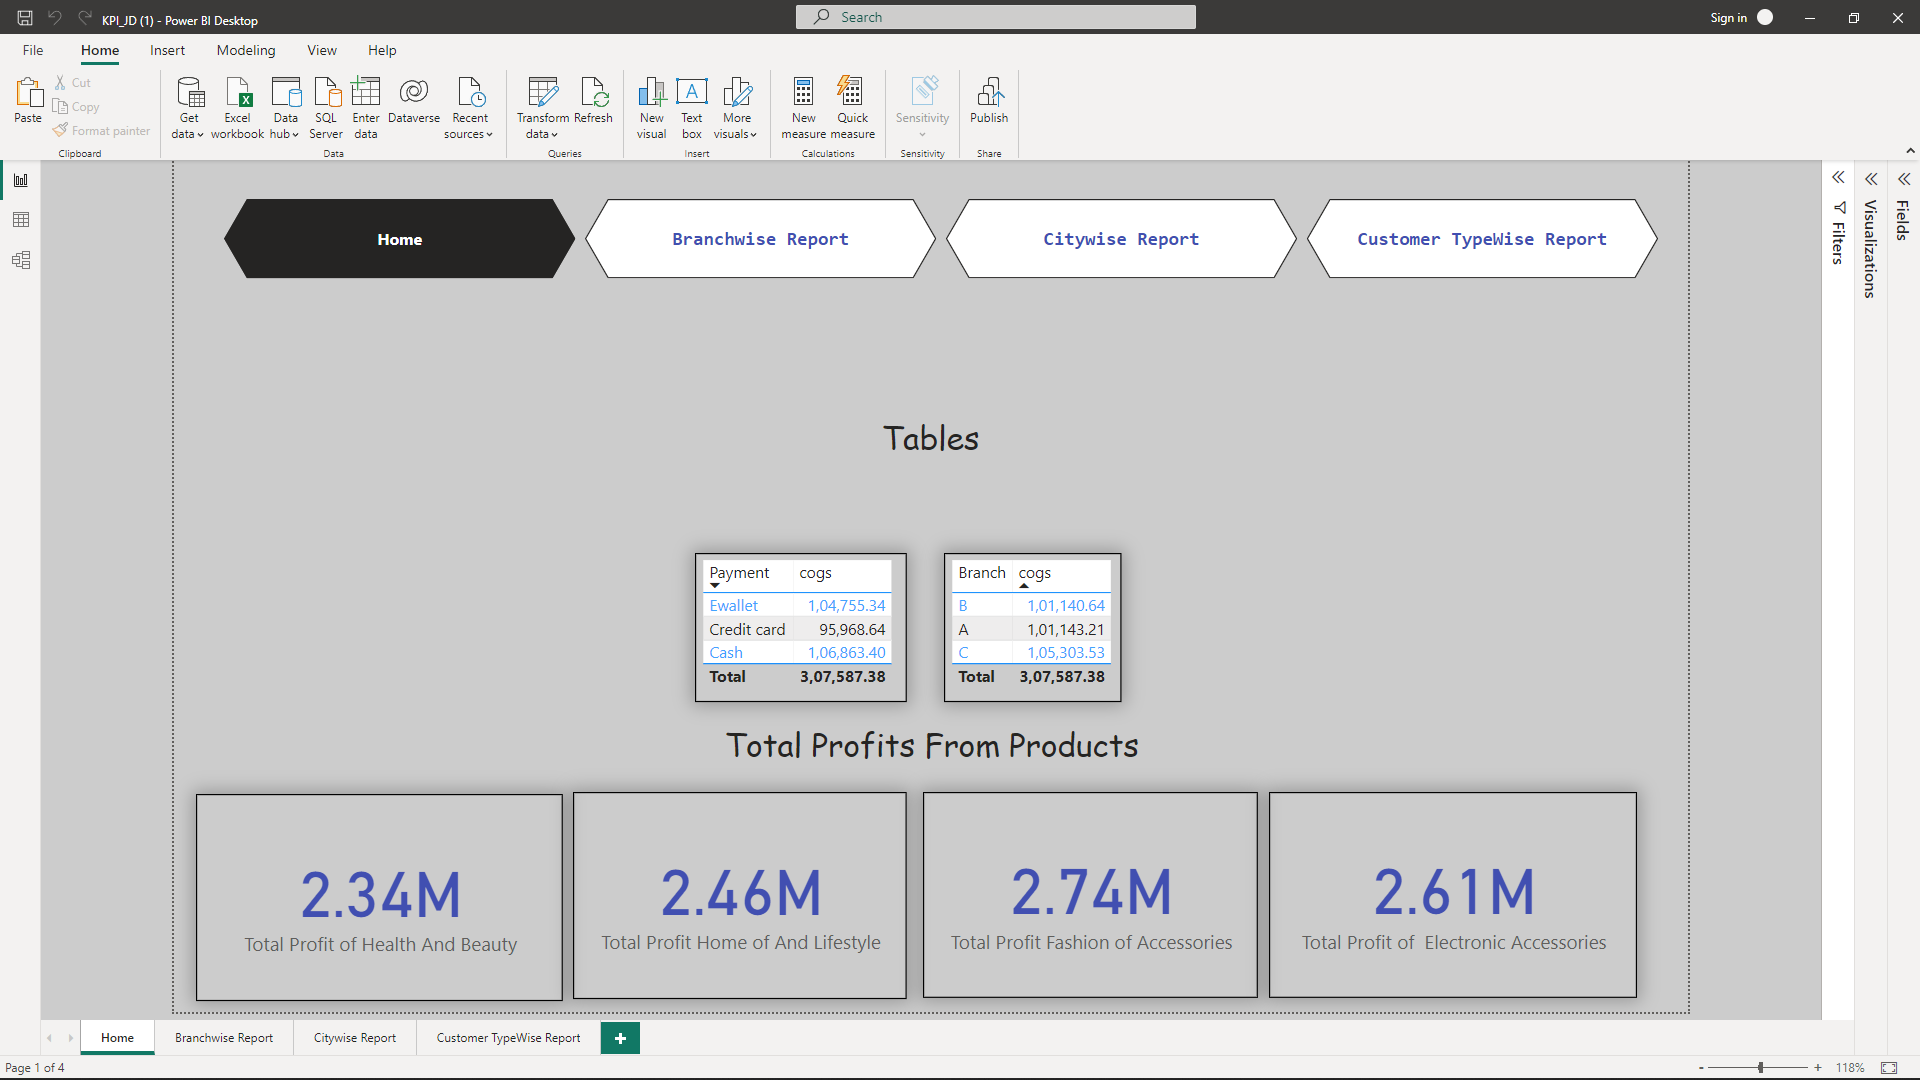 KPI_JD (1) - Power BI Desktop
Search
Sign in
File Home Insert Modeling View Help
Paste
Cut
Copy
Format painter
Clipboard
Get data
Excel workbook
Data hub
SQL Server
Enter data
Dataverse
Recent sources
Data
Transform data
Refresh
Queries
New visual
Text box
More visuals
Insert
New measure
Quick measure
Calculations
Sensitivity
Sensitivity
Publish
Share
Home
Branchwise Report
Citywise Report
Customer TypeWise Report
Filters
Visualizations
Fields
Tables
Payment cogs
Ewallet 1,04,755.34
Credit card 95,968.64
Cash 1,06,863.40
Total 3,07,587.38
Branch cogs
B 1,01,140.64
A 1,01,143.21
C 1,05,303.53
Total 3,07,587.38
Total Profits From Products
2.34M
Total Profit of Health And Beauty
2.46M
Total Profit Home of And Lifestyle
2.74M
Total Profit Fashion of Accessories
2.61M
Total Profit of  Electronic Accessories
Home
Branchwise Report
Citywise Report
Customer TypeWise Report
+
Page 1 of 4
- + 118%